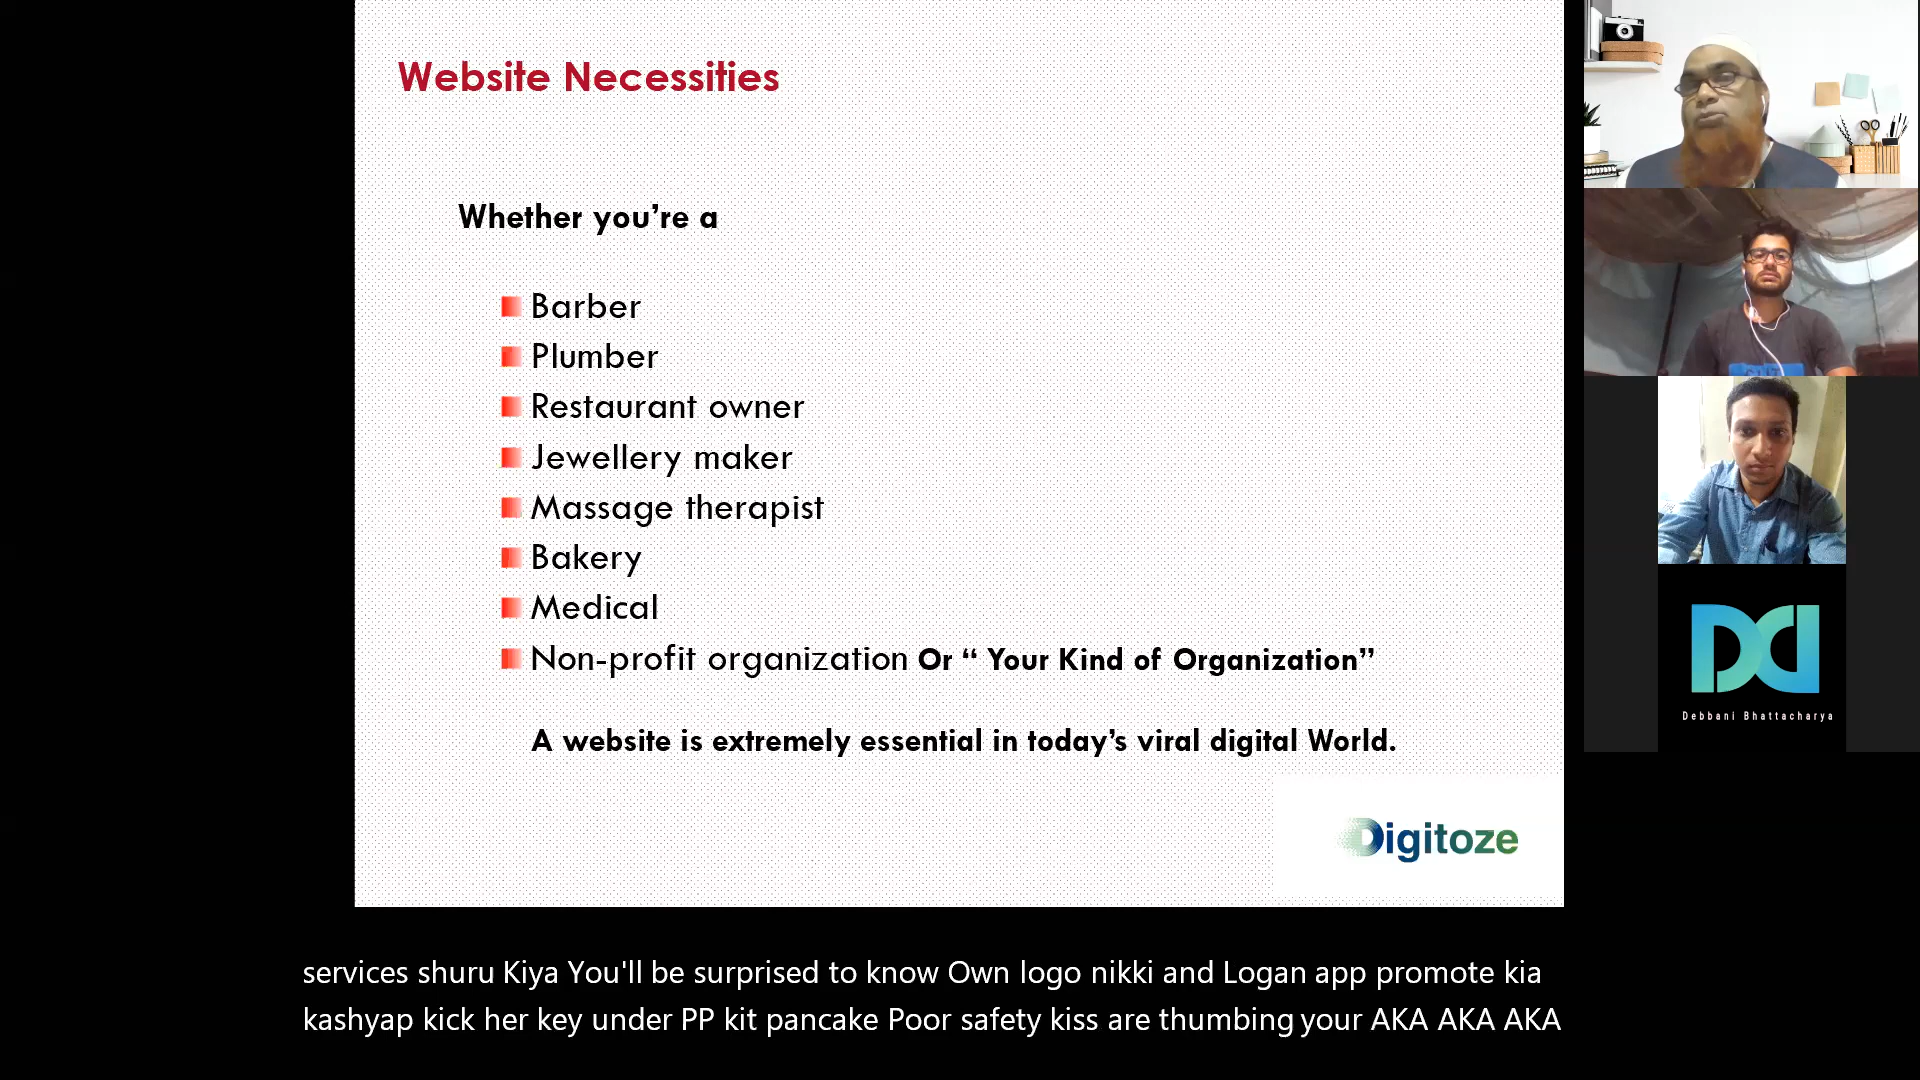 Website Necessities
Whether you’re a
Barber
Plumber
Restaurant owner
Jewellery maker
Massage therapist
Bakery
Medical
Non-profit organization Or “ Your Kind of Organization”
A website is extremely essential in today’s viral digital World.
Digitoze
Debbani Bhattacharya
services shuru Kiya You'll be surprised to know Own logo nikki and Logan app promote kia
kashyap kick her key under PP kit pancake Poor safety kiss are thumbing your AKA AKA AKA